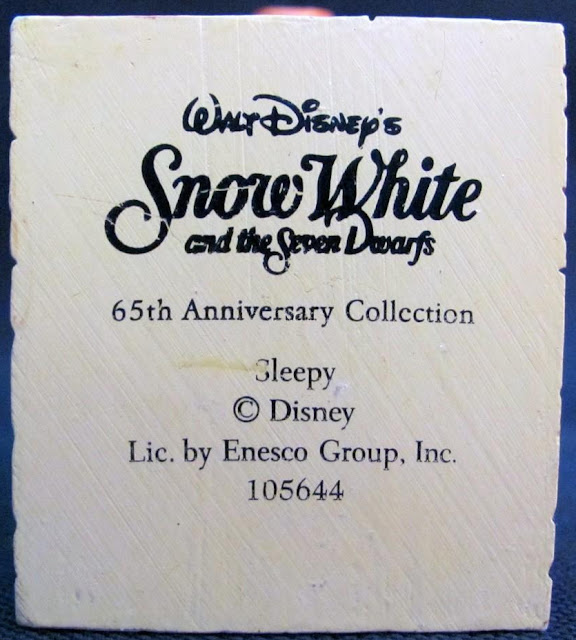 Walt Disney's
Snow White
and the Seven Dwarfs
65th Anniversary Collection
Sleepy
© Disney
Lic. by Enesco Group, Inc.
105644